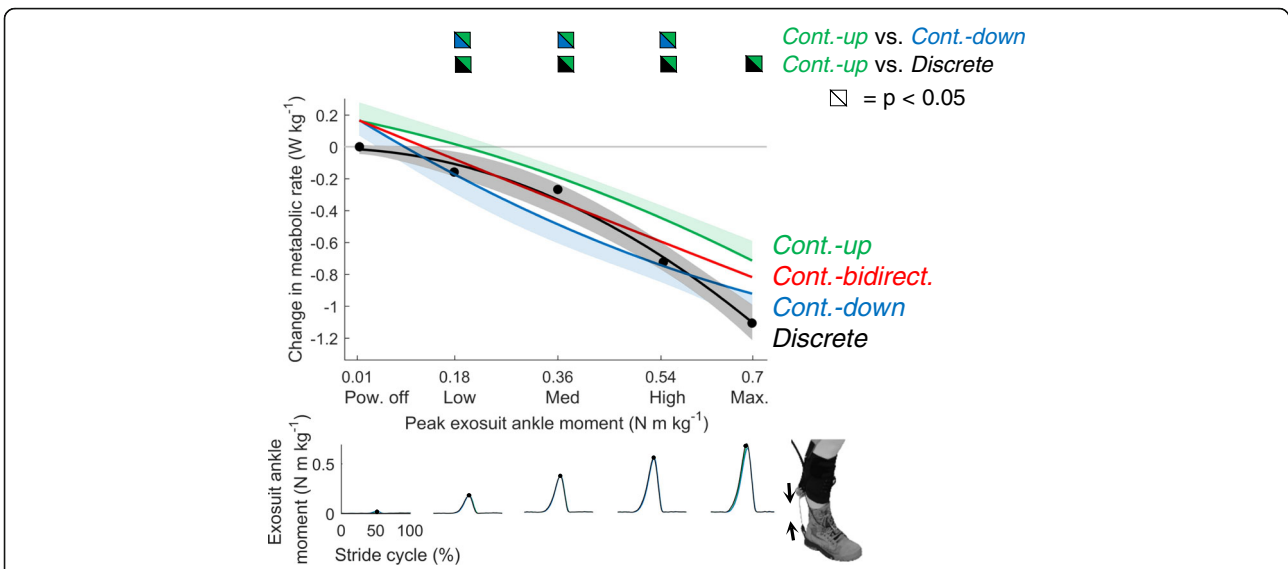 Cont.-up vs. Cont.-down
Cont.-up vs. Discrete
= p < 0.05
Change in metabolic rate (W kg⁻¹)
0.2
0
-0.2
-0.4
-0.6
-0.8
-1
-1.2
Cont.-up
Cont.-bidirect.
Cont.-down
Discrete
0.01 0.18 0.36 0.54 0.7
Pow. off Low Med High Max.
Peak exosuit ankle moment (N m kg⁻¹)
Exosuit ankle
moment (N m kg⁻¹)
0.5
0
0 50 100
Stride cycle (%)